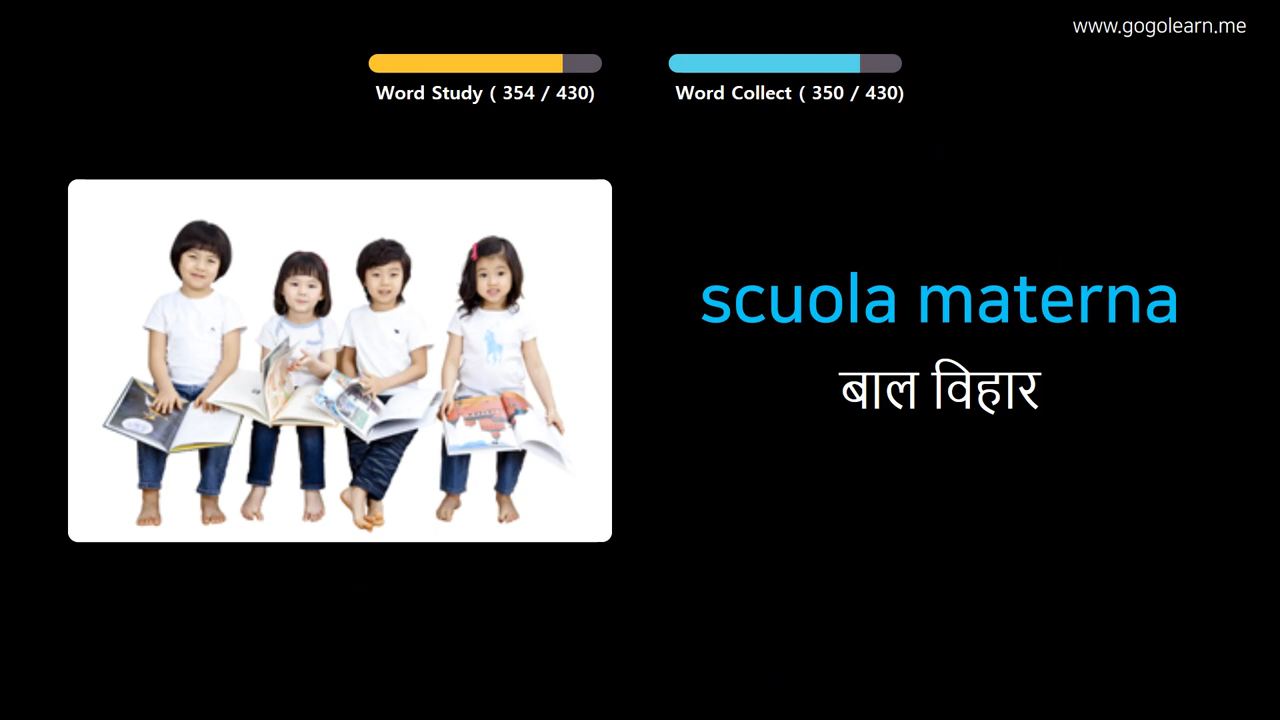 www.gogolearn.me
Word Study ( 354 / 430)
Word Collect ( 350 / 430)
scuola materna
बाल विहार